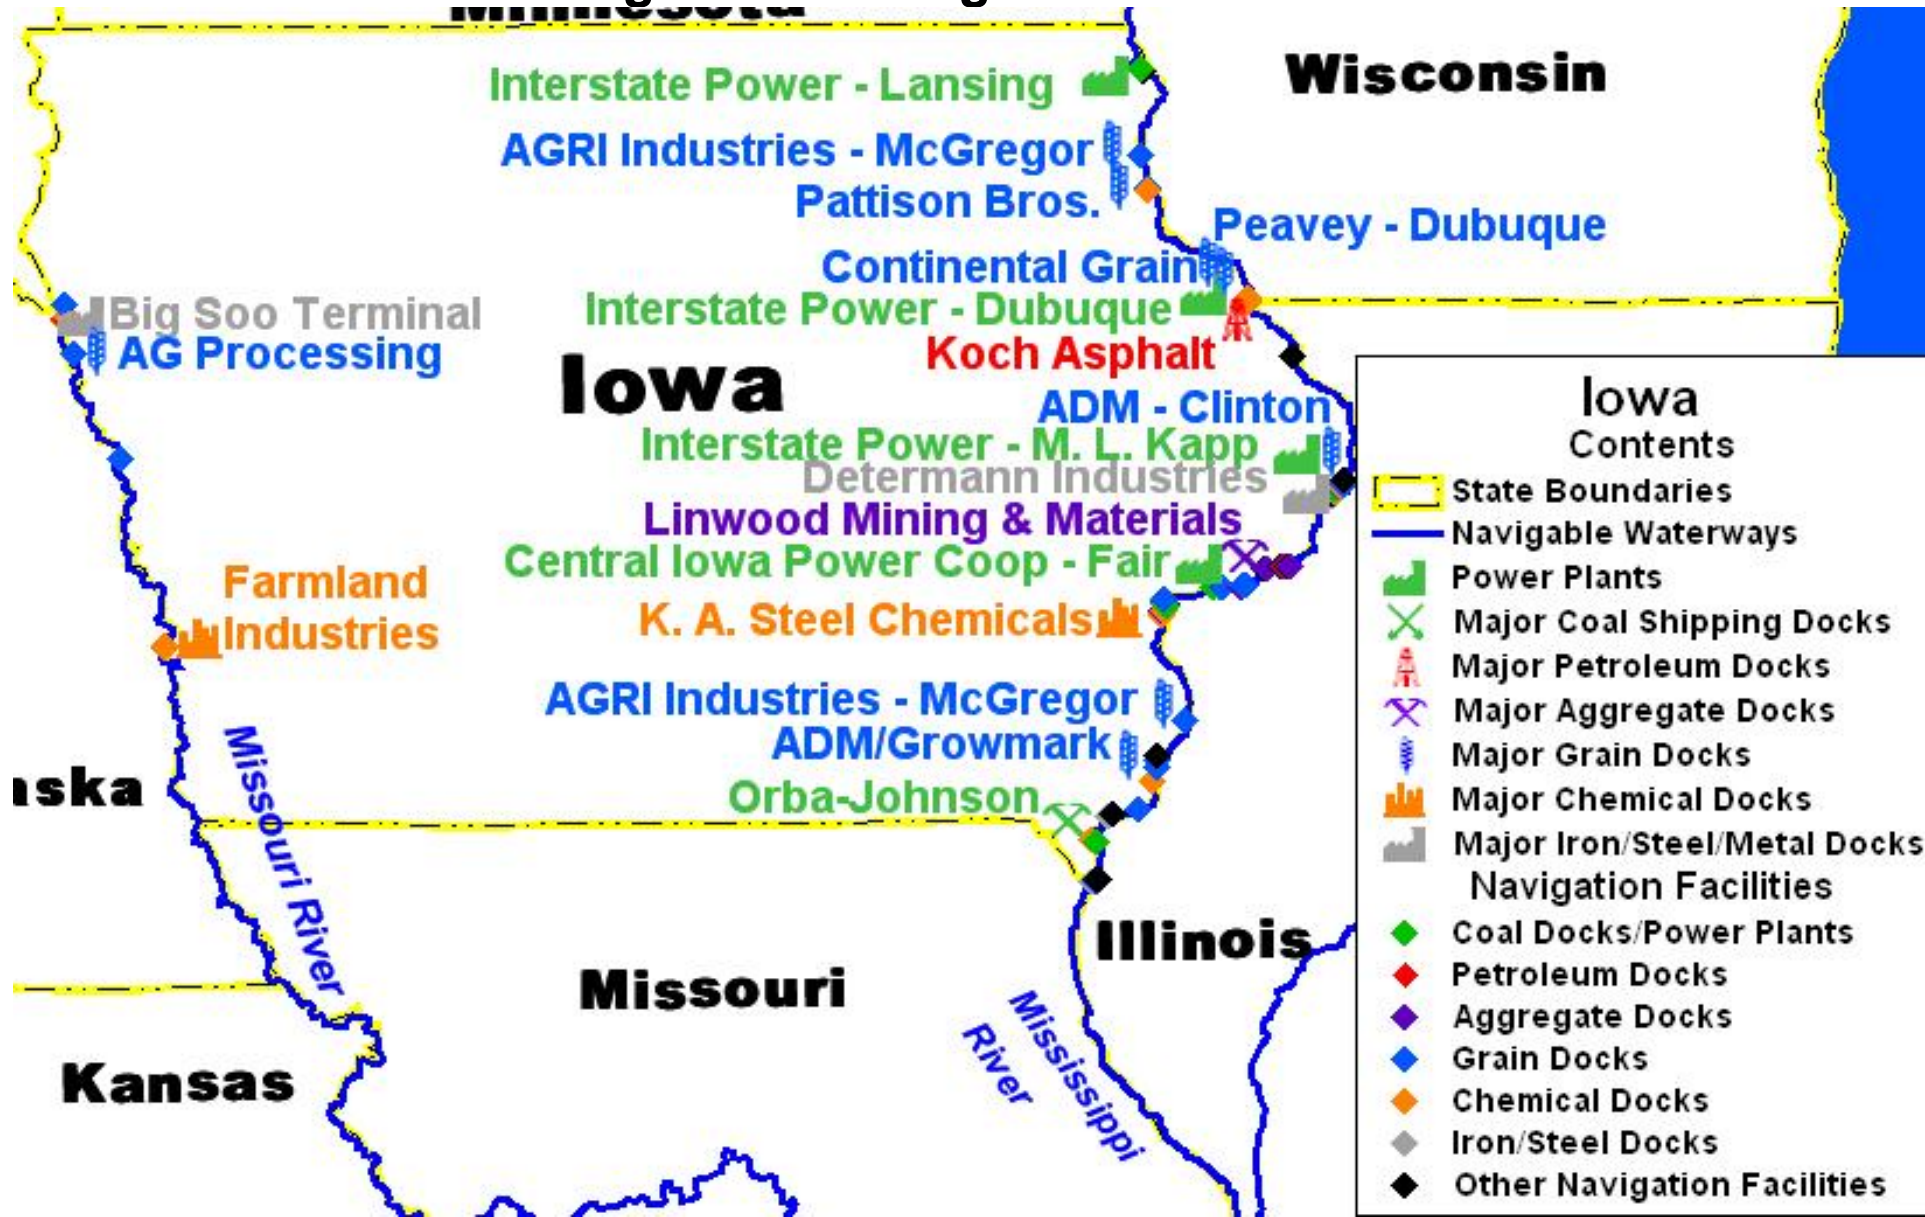 Minnesota
Wisconsin
Interstate Power - Lansing
AGRI Industries - McGregor
Pattison Bros.
Peavey - Dubuque
Continental Grain
Interstate Power - Dubuque
Koch Asphalt
Big Soo Terminal
AG Processing
Iowa
ADM - Clinton
Interstate Power - M. L. Kapp
Determann Industries
Linwood Mining & Materials
Central Iowa Power Coop - Fair
K. A. Steel Chemicals
Farmland
Industries
AGRI Industries - McGregor
ADM/Growmark
Orba-Johnson
aska
Missouri River
Missouri
Illinois
Mississippi
River
Kansas
Iowa
Contents
State Boundaries
Navigable Waterways
Power Plants
Major Coal Shipping Docks
Major Petroleum Docks
Major Aggregate Docks
Major Grain Docks
Major Chemical Docks
Major Iron/Steel/Metal Docks
Navigation Facilities
Coal Docks/Power Plants
Petroleum Docks
Aggregate Docks
Grain Docks
Chemical Docks
Iron/Steel Docks
Other Navigation Facilities